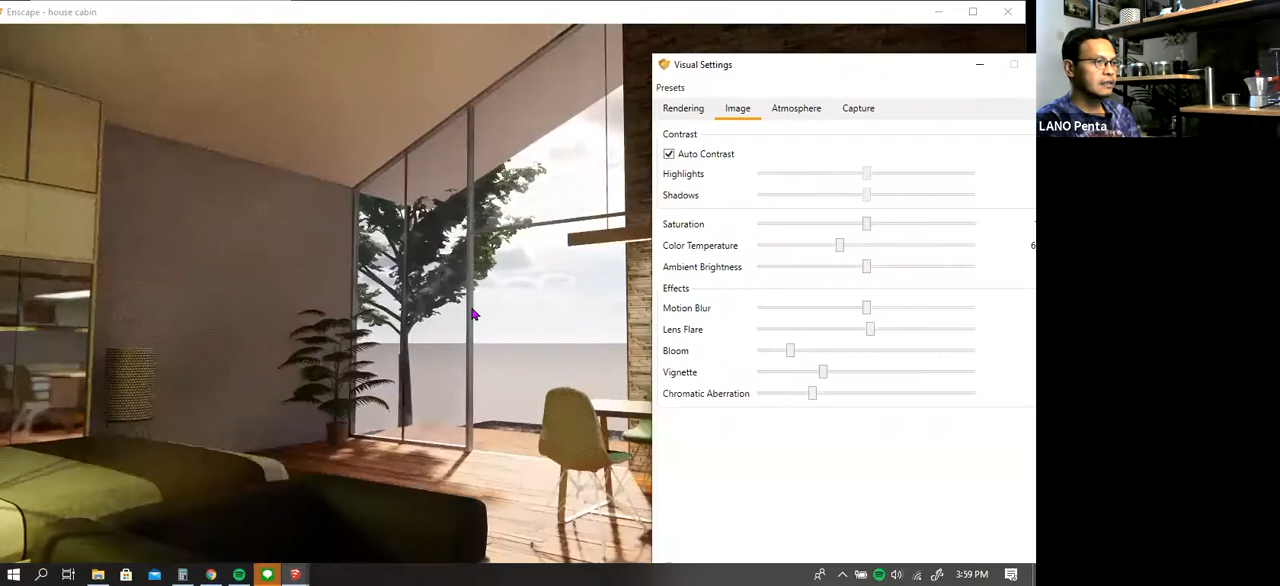 Enscape - house cabin
Visual Settings
Presets
Rendering Image Atmosphere Capture
Contrast
Auto Contrast
Highlights
Shadows
Saturation
Color Temperature 6
Ambient Brightness
Effects
Motion Blur
Lens Flare
Bloom
Vignette
Chromatic Aberration
LANO Penta
3:59 PM